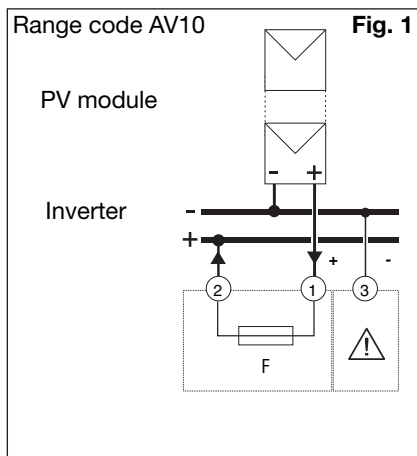 Range code AV10 Fig. 1
PV module
- +
Inverter -
+
+ -
2 1 3
F